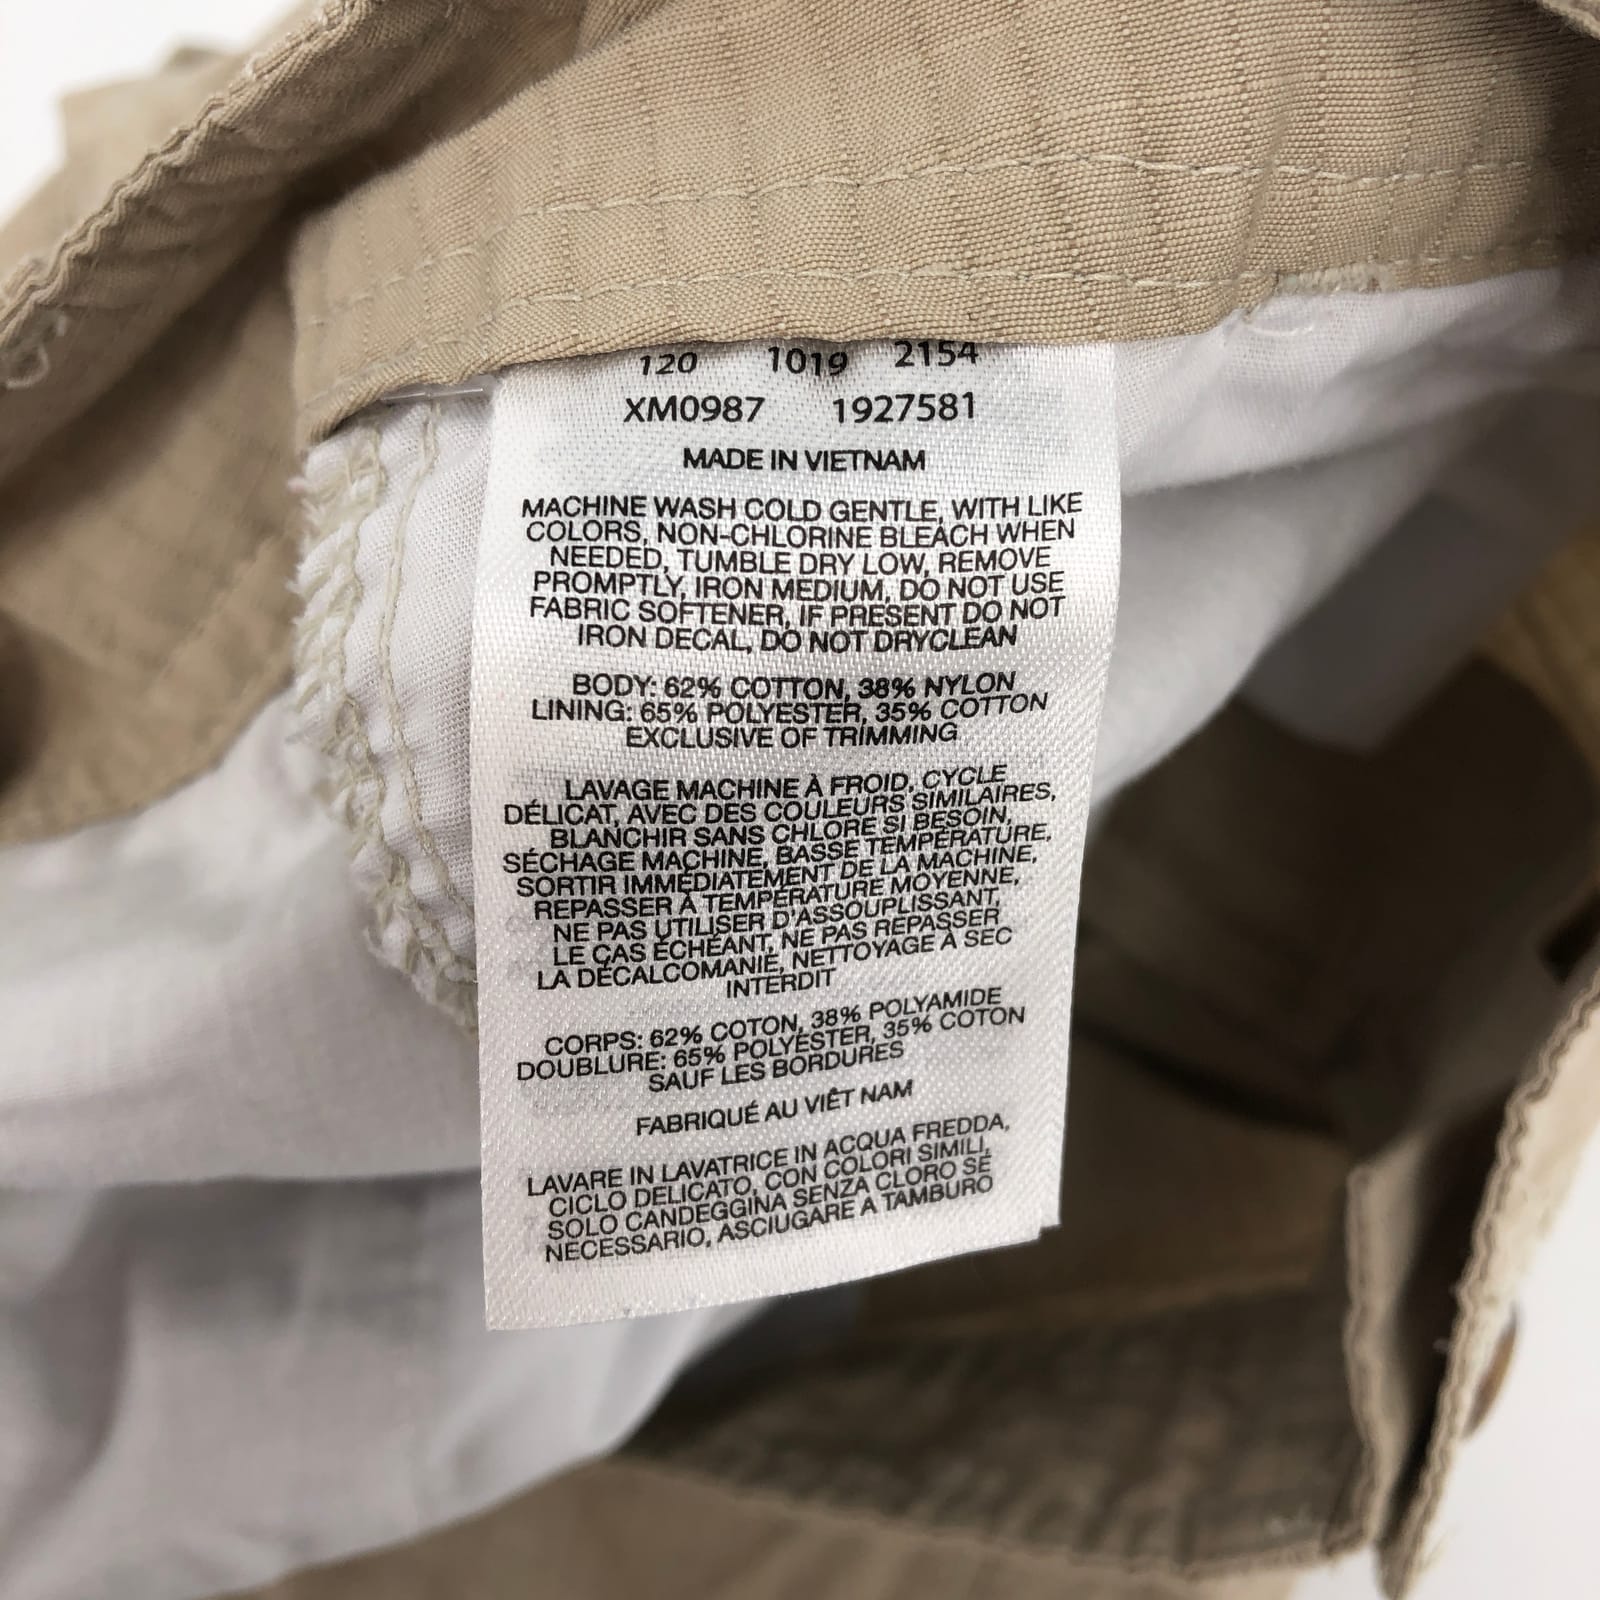 120 1019 2154
XM0987 1927581
MADE IN VIETNAM
MACHINE WASH COLD GENTLE, WITH LIKE
COLORS, NON-CHLORINE BLEACH WHEN
NEEDED, TUMBLE DRY LOW, REMOVE
PROMPTLY, IRON MEDIUM, DO NOT USE
FABRIC SOFTENER, IF PRESENT DO NOT
IRON DECAL, DO NOT DRYCLEAN
BODY: 62% COTTON, 38% NYLON
LINING: 65% POLYESTER, 35% COTTON
EXCLUSIVE OF TRIMMING
LAVAGE MACHINE À FROID, CYCLE
DÉLICAT, AVEC DES COULEURS SIMILAIRES,
BLANCHIR SANS CHLORE SI BESOIN,
SÉCHAGE MACHINE, BASSE TEMPÉRATURE,
SORTIR IMMÉDIATEMENT DE LA MACHINE,
REPASSER À TEMPÉRATURE MOYENNE,
NE PAS UTILISER D'ASSOUPLISSANT,
LE CAS ÉCHÉANT, NE PAS REPASSER
LA DÉCALCOMANIE, NETTOYAGE À SEC
INTERDIT
CORPS: 62% COTON, 38% POLYAMIDE
DOUBLURE: 65% POLYESTER, 35% COTON
SAUF LES BORDURES
FABRIQUÉ AU VIÊT NAM
LAVARE IN LAVATRICE IN ACQUA FREDDA,
CICLO DELICATO, CON COLORI SIMILI,
SOLO CANDEGGINA SENZA CLORO SE
NECESSARIO, ASCIUGARE A TAMBURO